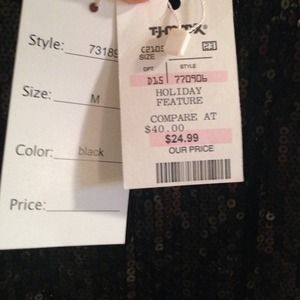 Style: 73189
Size: M
Color: black
Price:
T·J·maxx
SIZE 23
DPT STYLE
D15 770906
HOLIDAY
FEATURE
COMPARE AT
$40.00
$24.99
OUR PRICE